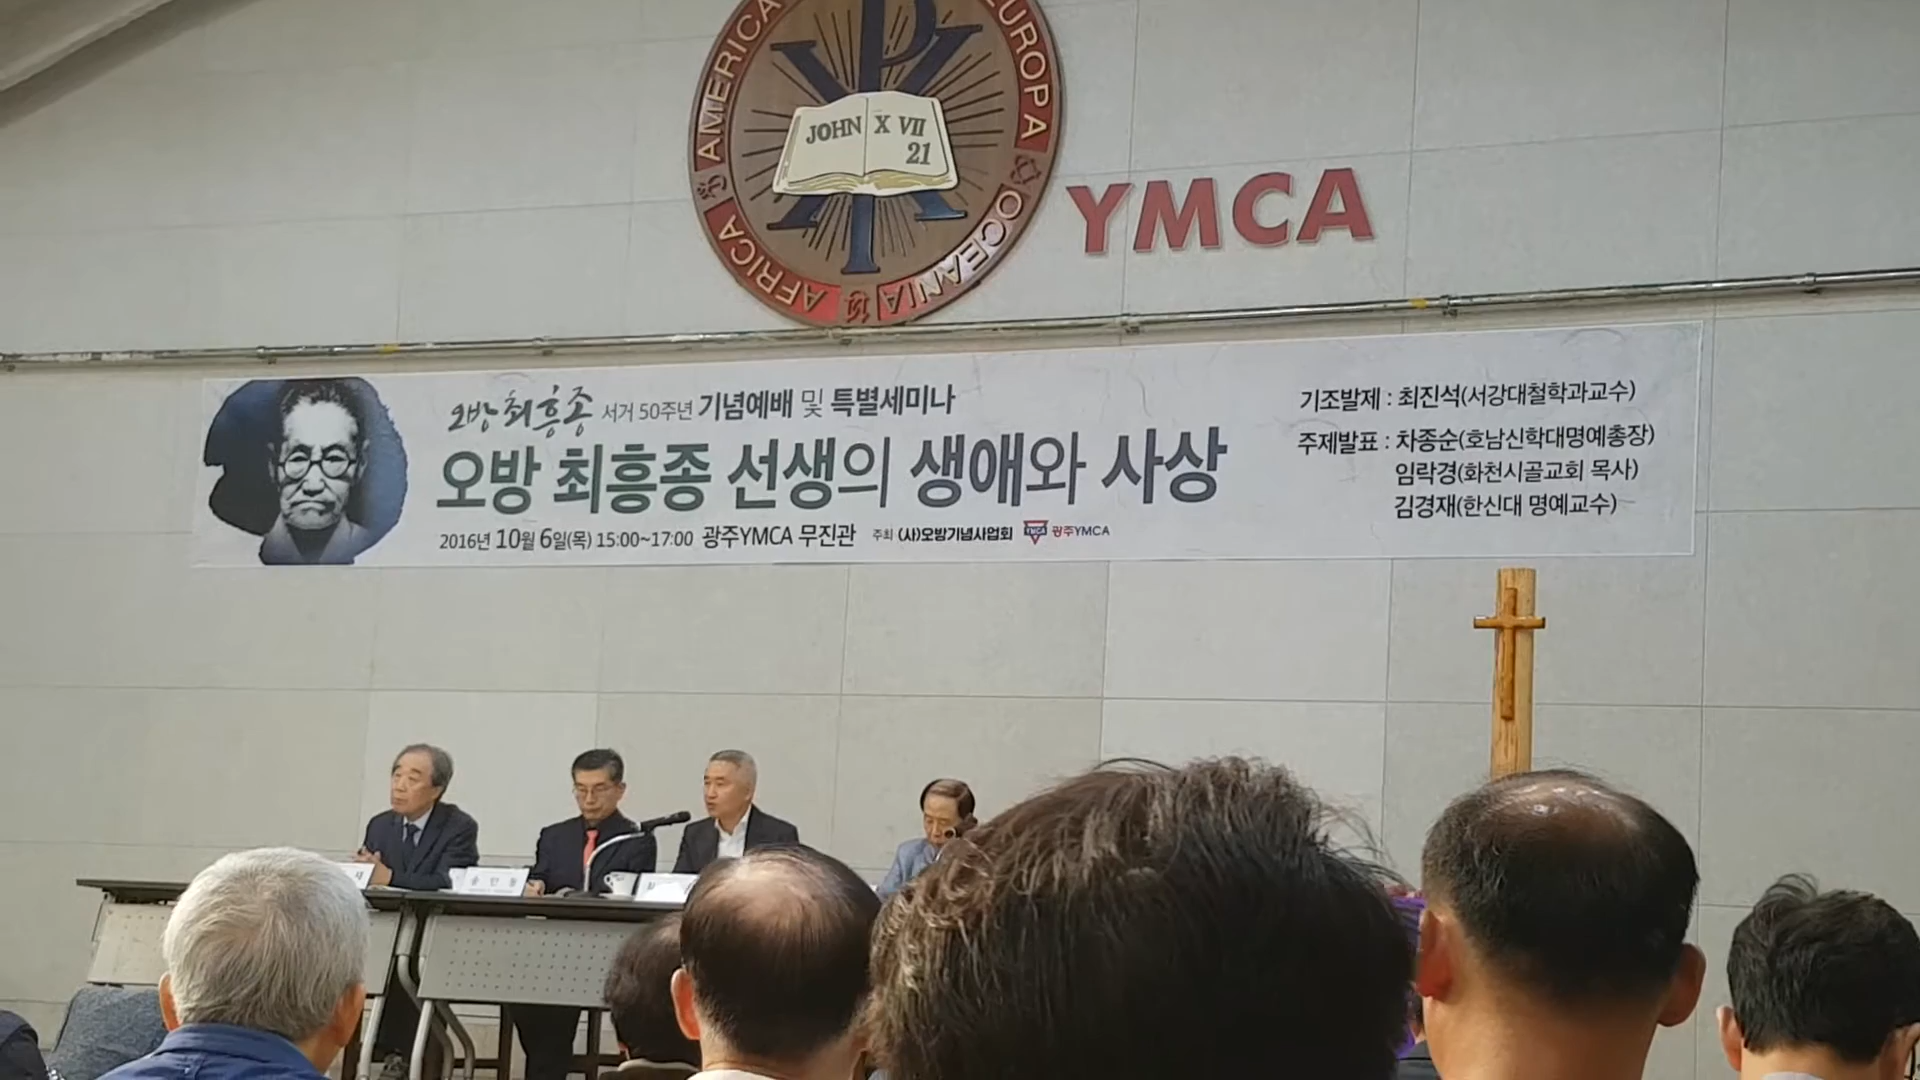 AMERICA
EUROPA
OCEANIA
AFRICA
JOHN X VII
21
YMCA
오방 최흥종 서거 50주년 기념예배 및 특별세미나
오방 최흥종 선생의 생애와 사상
2016년 10월 6일(목) 15:00~17:00 광주YMCA 무진관 주최 (사)오방기념사업회 YMCA 광주YMCA
기조발제 : 최진석(서강대철학과교수)
주제발표 : 차종순(호남신학대명예총장)
임락경(화천시골교회 목사)
김경재(한신대 명예교수)